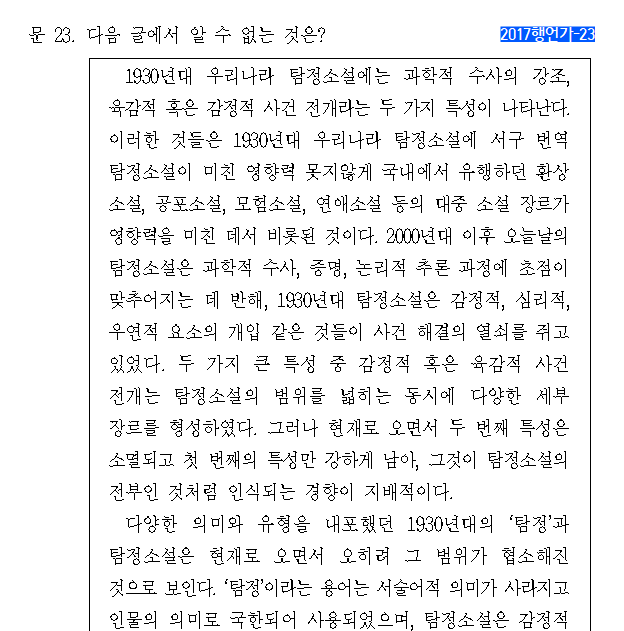 문 23. 다음 글에서 알 수 없는 것은?
2017행언가-23
1930년대 우리나라 탐정소설에는 과학적 수사의 강조,
육감적 혹은 감정적 사건 전개라는 두 가지 특성이 나타난다.
이러한 것들은 1930년대 우리나라 탐정소설에 서구 번역
탐정소설이 미친 영향력 못지않게 국내에서 유행하던 환상
소설, 공포소설, 모험소설, 연애소설 등의 대중 소설 장르가
영향력을 미친 데서 비롯된 것이다. 2000년대 이후 오늘날의
탐정소설은 과학적 수사, 증명, 논리적 추론 과정에 초점이
맞추어지는 데 반해, 1930년대 탐정소설은 감정적, 심리적,
우연적 요소의 개입 같은 것들이 사건 해결의 열쇠를 쥐고
있었다. 두 가지 큰 특성 중 감정적 혹은 육감적 사건
전개는 탐정소설의 범위를 넓히는 동시에 다양한 세부
장르를 형성하였다. 그러나 현재로 오면서 두 번째 특성은
소멸되고 첫 번째의 특성만 강하게 남아, 그것이 탐정소설의
전부인 것처럼 인식되는 경향이 지배적이다.
다양한 의미와 유형을 내포했던 1930년대의 ‘탐정’과
탐정소설은 현재로 오면서 오히려 그 범위가 협소해진
것으로 보인다. ‘탐정’이라는 용어는 서술어적 의미가 사라지고
인물의 의미로 국한되어 사용되었으며, 탐정소설은 감정적